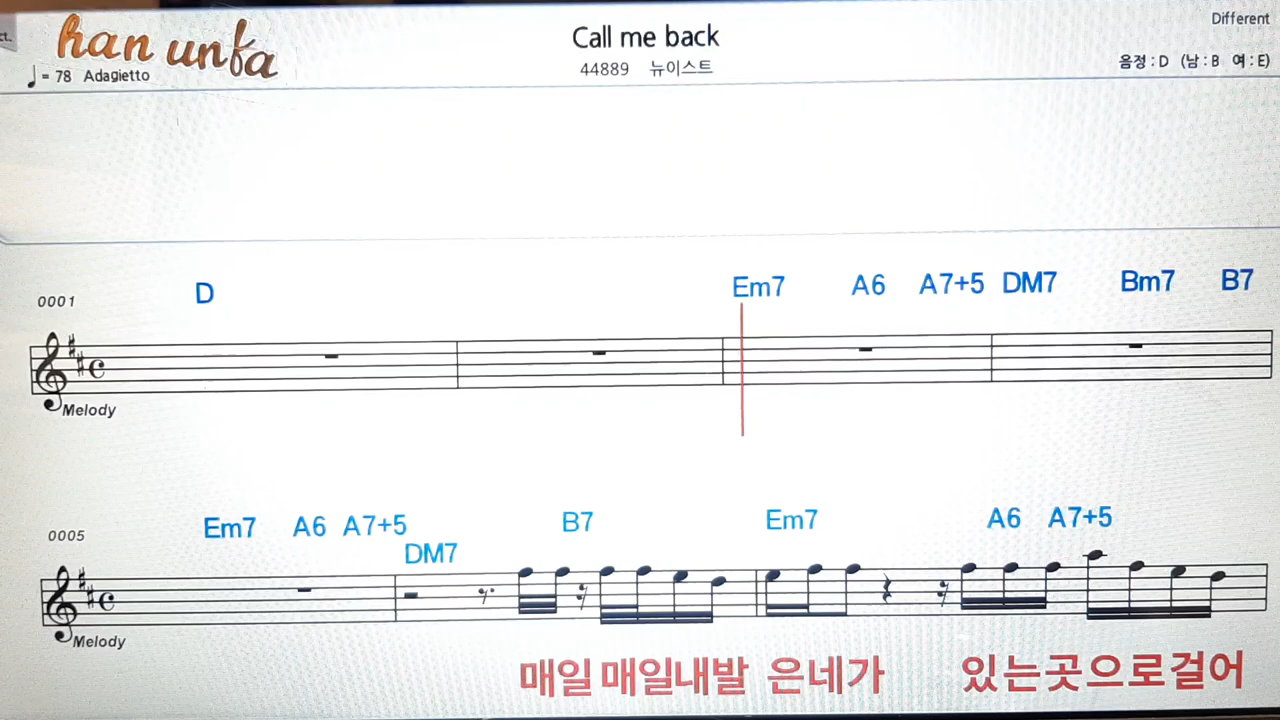 ct.
han unfa
Different
Call me back
♩ = 78 Adagietto
44889 뉴이스트
음정 : D (남 : B 여 : E)
0001
D Em7 A6 A7+5 DM7 Bm7 B7
Melody
0005
Em7 A6 A7+5 DM7 B7 Em7 A6 A7+5
Melody
매일 매일내발 은네가 있는곳으로걸어